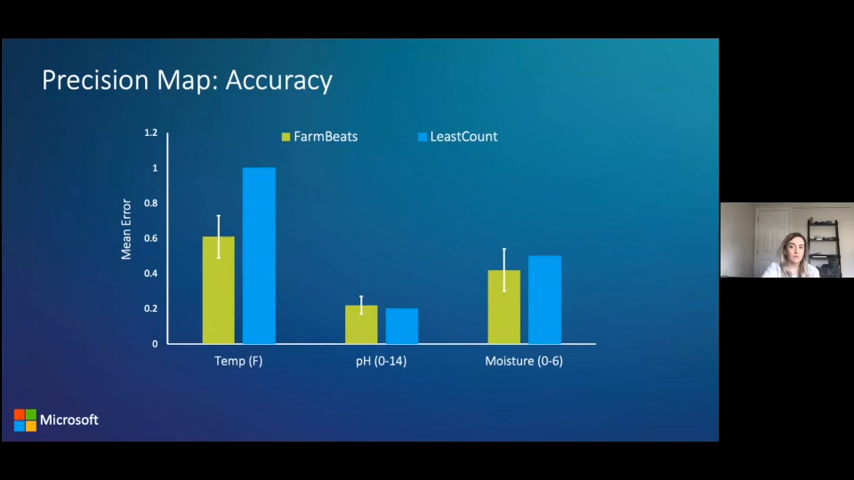 Precision Map: Accuracy
FarmBeats
LeastCount
1.2
1
0.8
0.6
0.4
0.2
0
Mean Error
Temp (F)
pH (0-14)
Moisture (0-6)
Microsoft